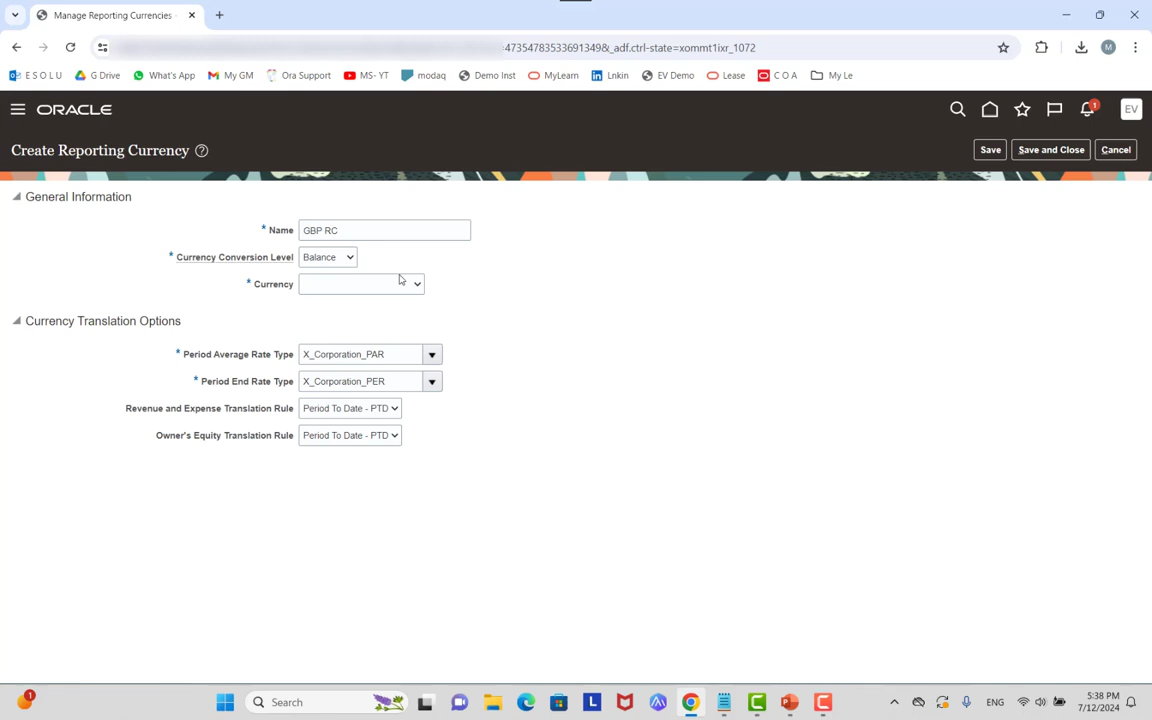 Manage Reporting Currencies
47354783533691349&_adf.ctrl-state=xommt1ixr_1072
M
E S O L U
G Drive
What's App
My GM
Ora Support
MS- YT
modaq
Demo Inst
MyLearn
Lnkin
EV Demo
Lease
C O A
My Le
ORACLE
1
EV
Create Reporting Currency
Save
Save and Close
Cancel
General Information
* Name GBP RC
* Currency Conversion Level Balance
* Currency
Currency Translation Options
* Period Average Rate Type X_Corporation_PAR
* Period End Rate Type X_Corporation_PER
Revenue and Expense Translation Rule Period To Date - PTD
Owner's Equity Translation Rule Period To Date - PTD
1
Search
L
ENG
5:38 PM
7/12/2024